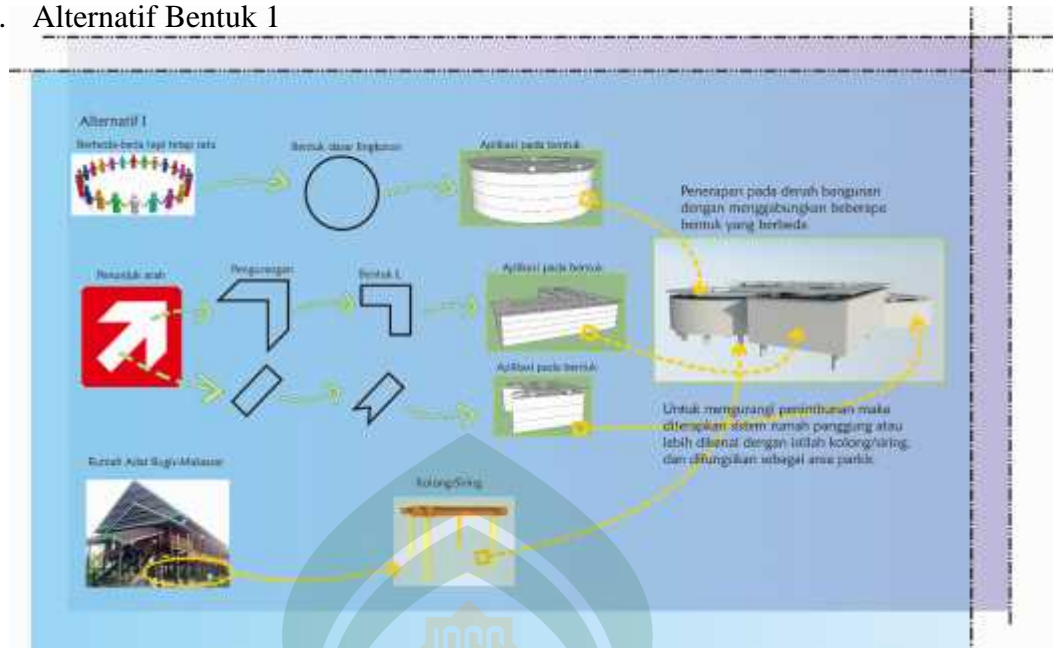 . Alternatif Bentuk 1
Alternatif I
Berbeda-beda tapi tetap satu
Bentuk dasar lingkaran
Aplikasi pada bentuk
Penerapan pada denah bangunan
dengan menggabungkan beberapa
bentuk yang berbeda.
Penunjuk arah
Pengurangan
Bentuk L
Aplikasi pada bentuk
Aplikasi pada bentuk
Untuk mengurangi penimbunan maka
diterapkan sistem rumah panggung atau
lebih dikenal dengan istilah kolong/siring,
dan difungsikan sebagai area parkir.
Rumah Adat Bugis-Makassar
Kolong/Siring